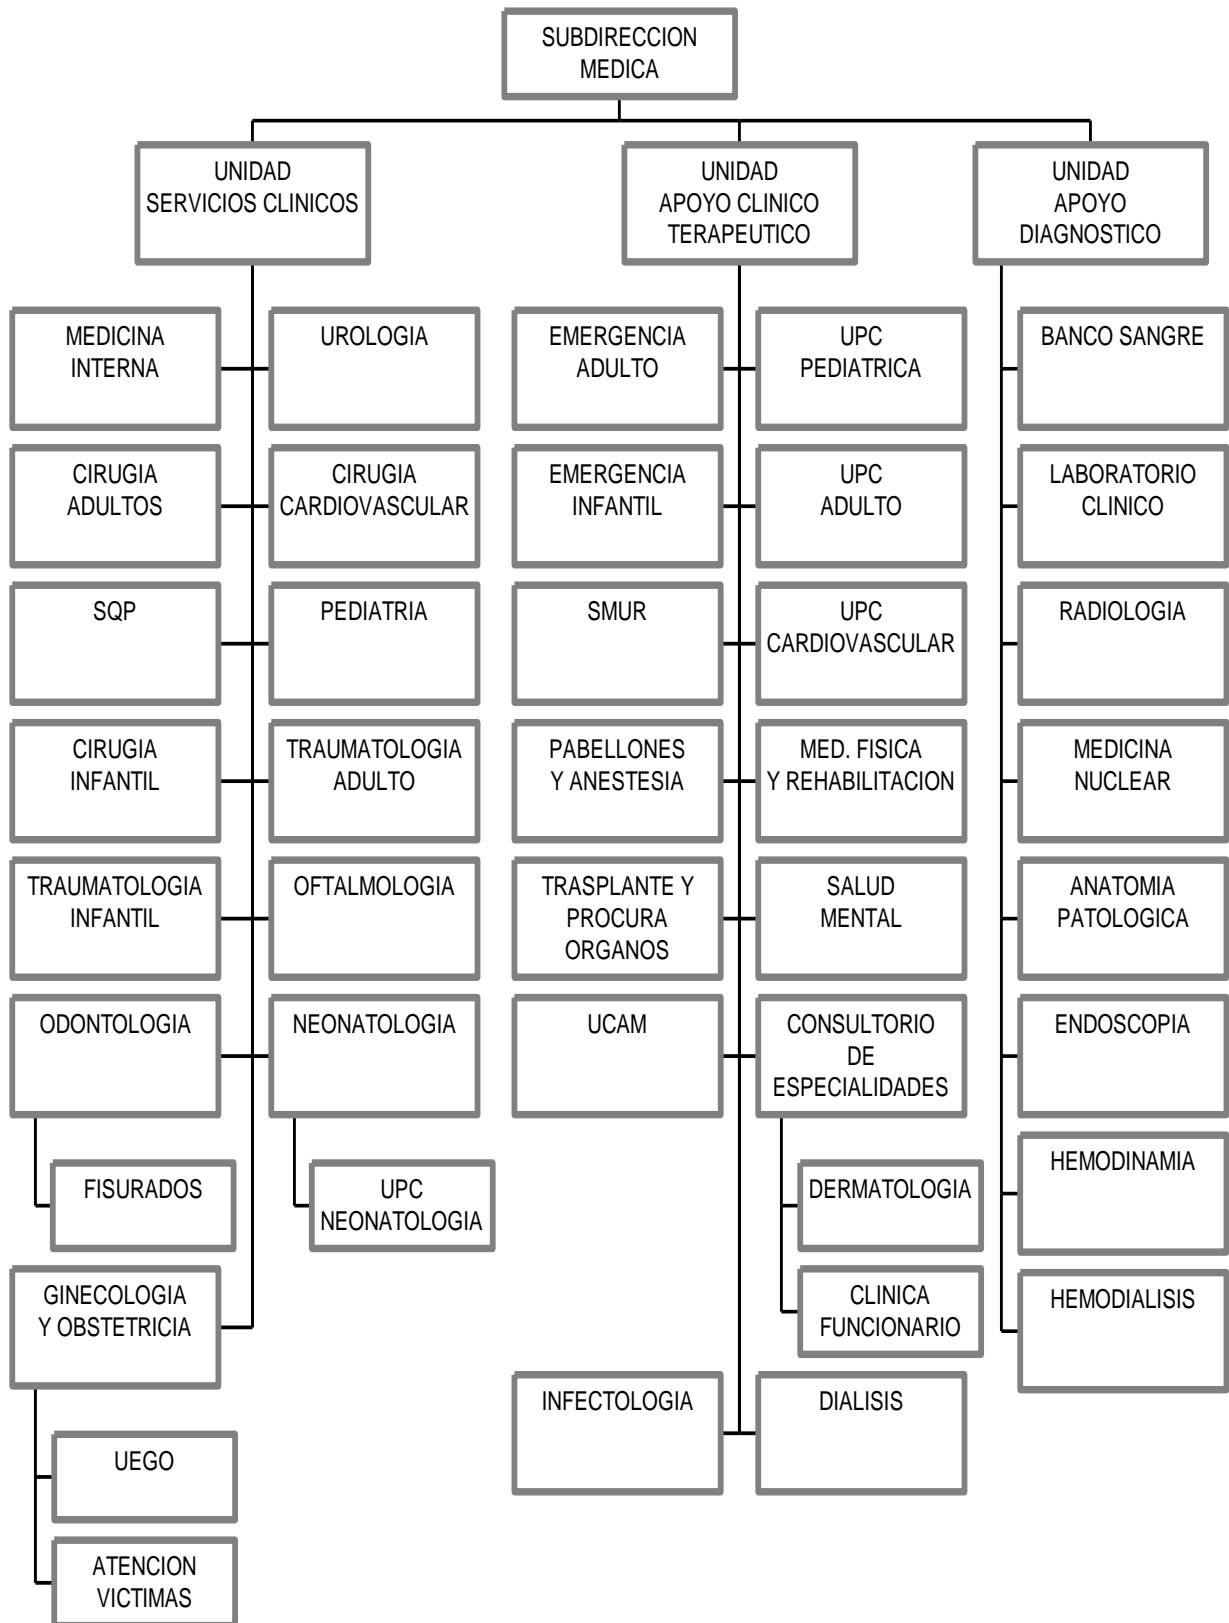 SUBDIRECCION
MEDICA
UNIDAD
SERVICIOS CLINICOS
UNIDAD
APOYO CLINICO
TERAPEUTICO
UNIDAD
APOYO
DIAGNOSTICO
MEDICINA
INTERNA
UROLOGIA
EMERGENCIA
ADULTO
UPC
PEDIATRICA
BANCO SANGRE
CIRUGIA
ADULTOS
CIRUGIA
CARDIOVASCULAR
EMERGENCIA
INFANTIL
UPC
ADULTO
LABORATORIO
CLINICO
SQP
PEDIATRIA
SMUR
UPC
CARDIOVASCULAR
RADIOLOGIA
CIRUGIA
INFANTIL
TRAUMATOLOGIA
ADULTO
PABELLONES
Y ANESTESIA
MED. FISICA
Y REHABILITACION
MEDICINA
NUCLEAR
TRAUMATOLOGIA
INFANTIL
OFTALMOLOGIA
TRASPLANTE Y
PROCURA
ORGANOS
SALUD
MENTAL
ANATOMIA
PATOLOGICA
ODONTOLOGIA
NEONATOLOGIA
UCAM
CONSULTORIO
DE
ESPECIALIDADES
ENDOSCOPIA
FISURADOS
UPC
NEONATOLOGIA
DERMATOLOGIA
HEMODINAMIA
GINECOLOGIA
Y OBSTETRICIA
CLINICA
FUNCIONARIO
HEMODIALISIS
INFECTOLOGIA
DIALISIS
UEGO
ATENCION
VICTIMAS